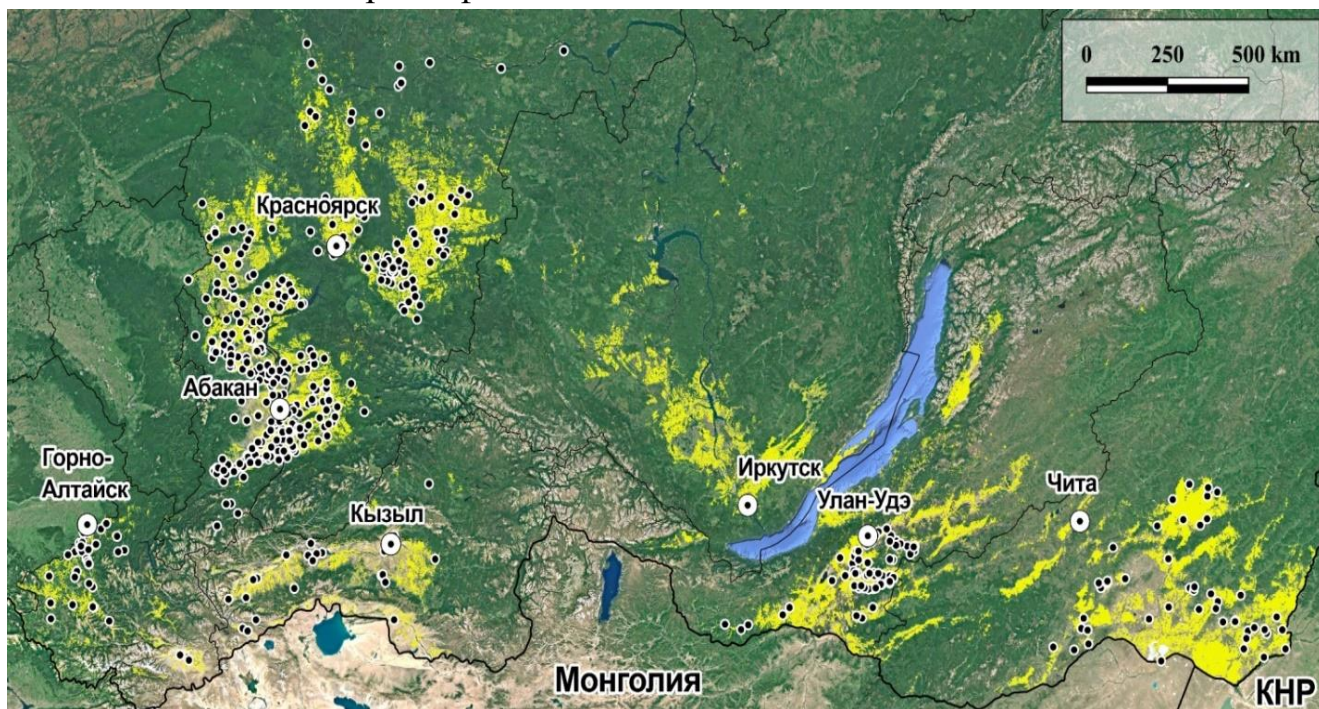 0 250 500 km
Красноярск
Абакан
Горно-
Алтайск
Кызыл
Иркутск
Улан-Удэ
Чита
Монголия
КНР